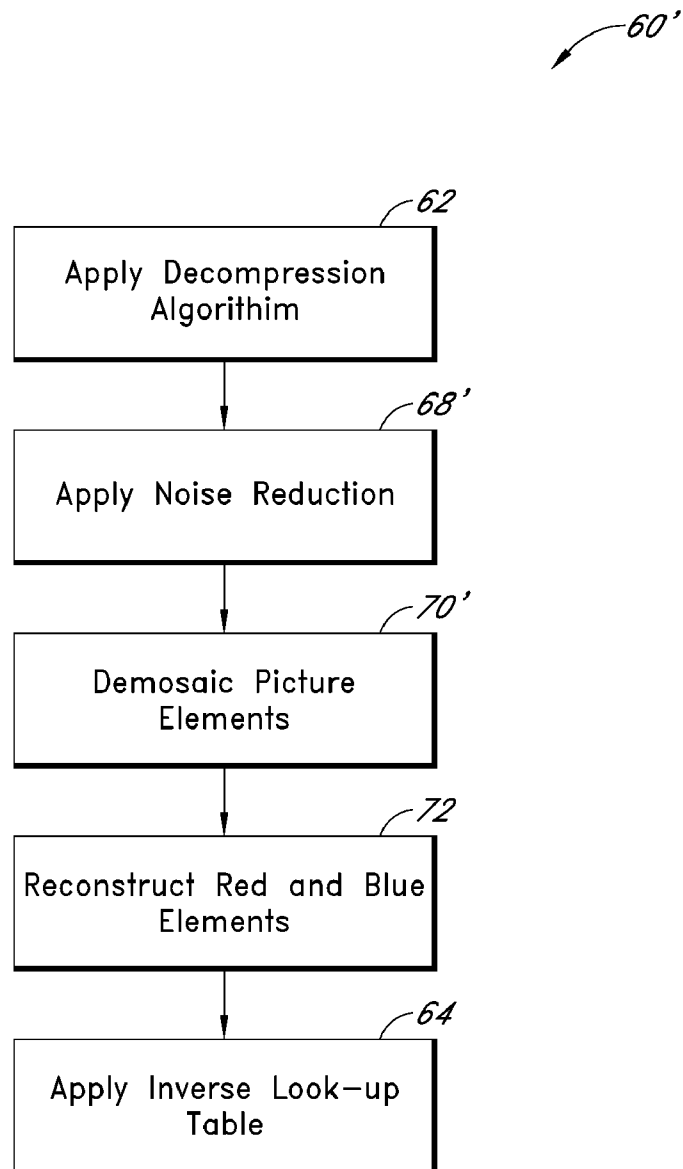 60'
62
Apply Decompression
Algorithim
68'
Apply Noise Reduction
70'
Demosaic Picture
Elements
72
Reconstruct Red and Blue
Elements
64
Apply Inverse Look-up
Table